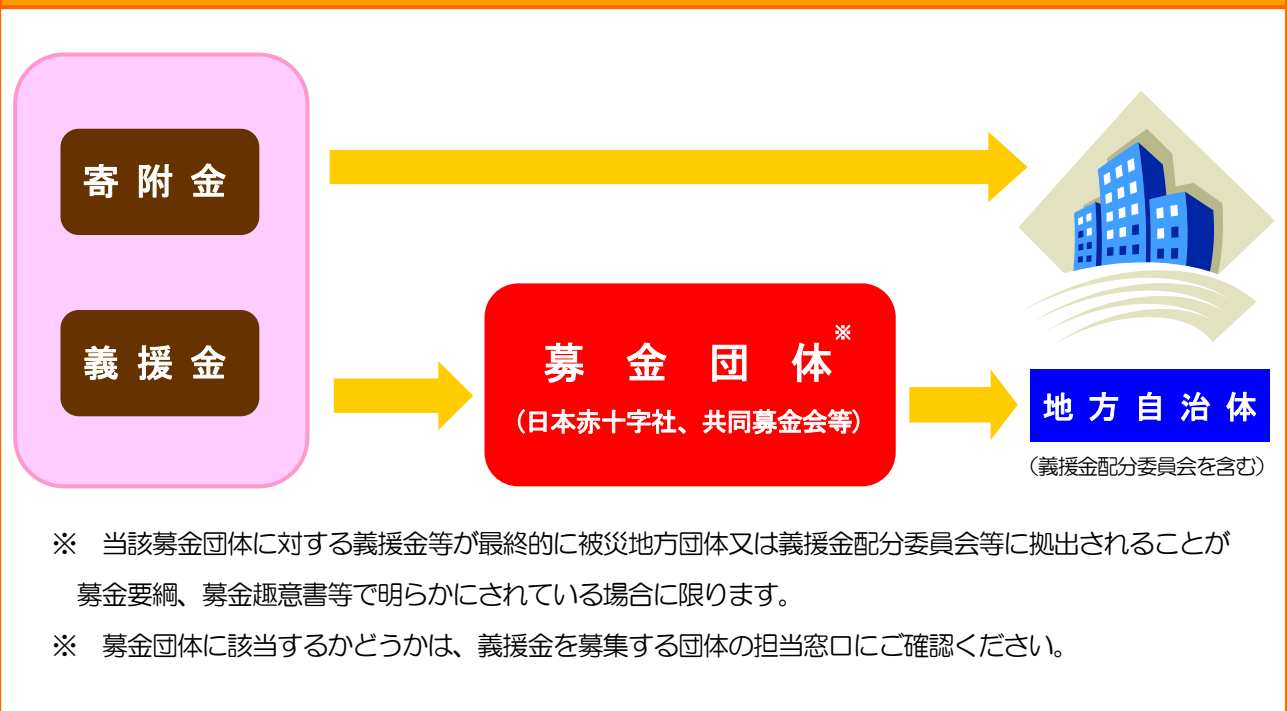 寄附金
義援金
募金団体※
（日本赤十字社、共同募金会等）
地方自治体
（義援金配分委員会を含む）
※　当該募金団体に対する義援金等が最終的に被災地方団体又は義援金配分委員会等に拠出されることが
募金要綱、募金趣意書等で明らかにされている場合に限ります。
※　募金団体に該当するかどうかは、義援金を募集する団体の担当窓口にご確認ください。